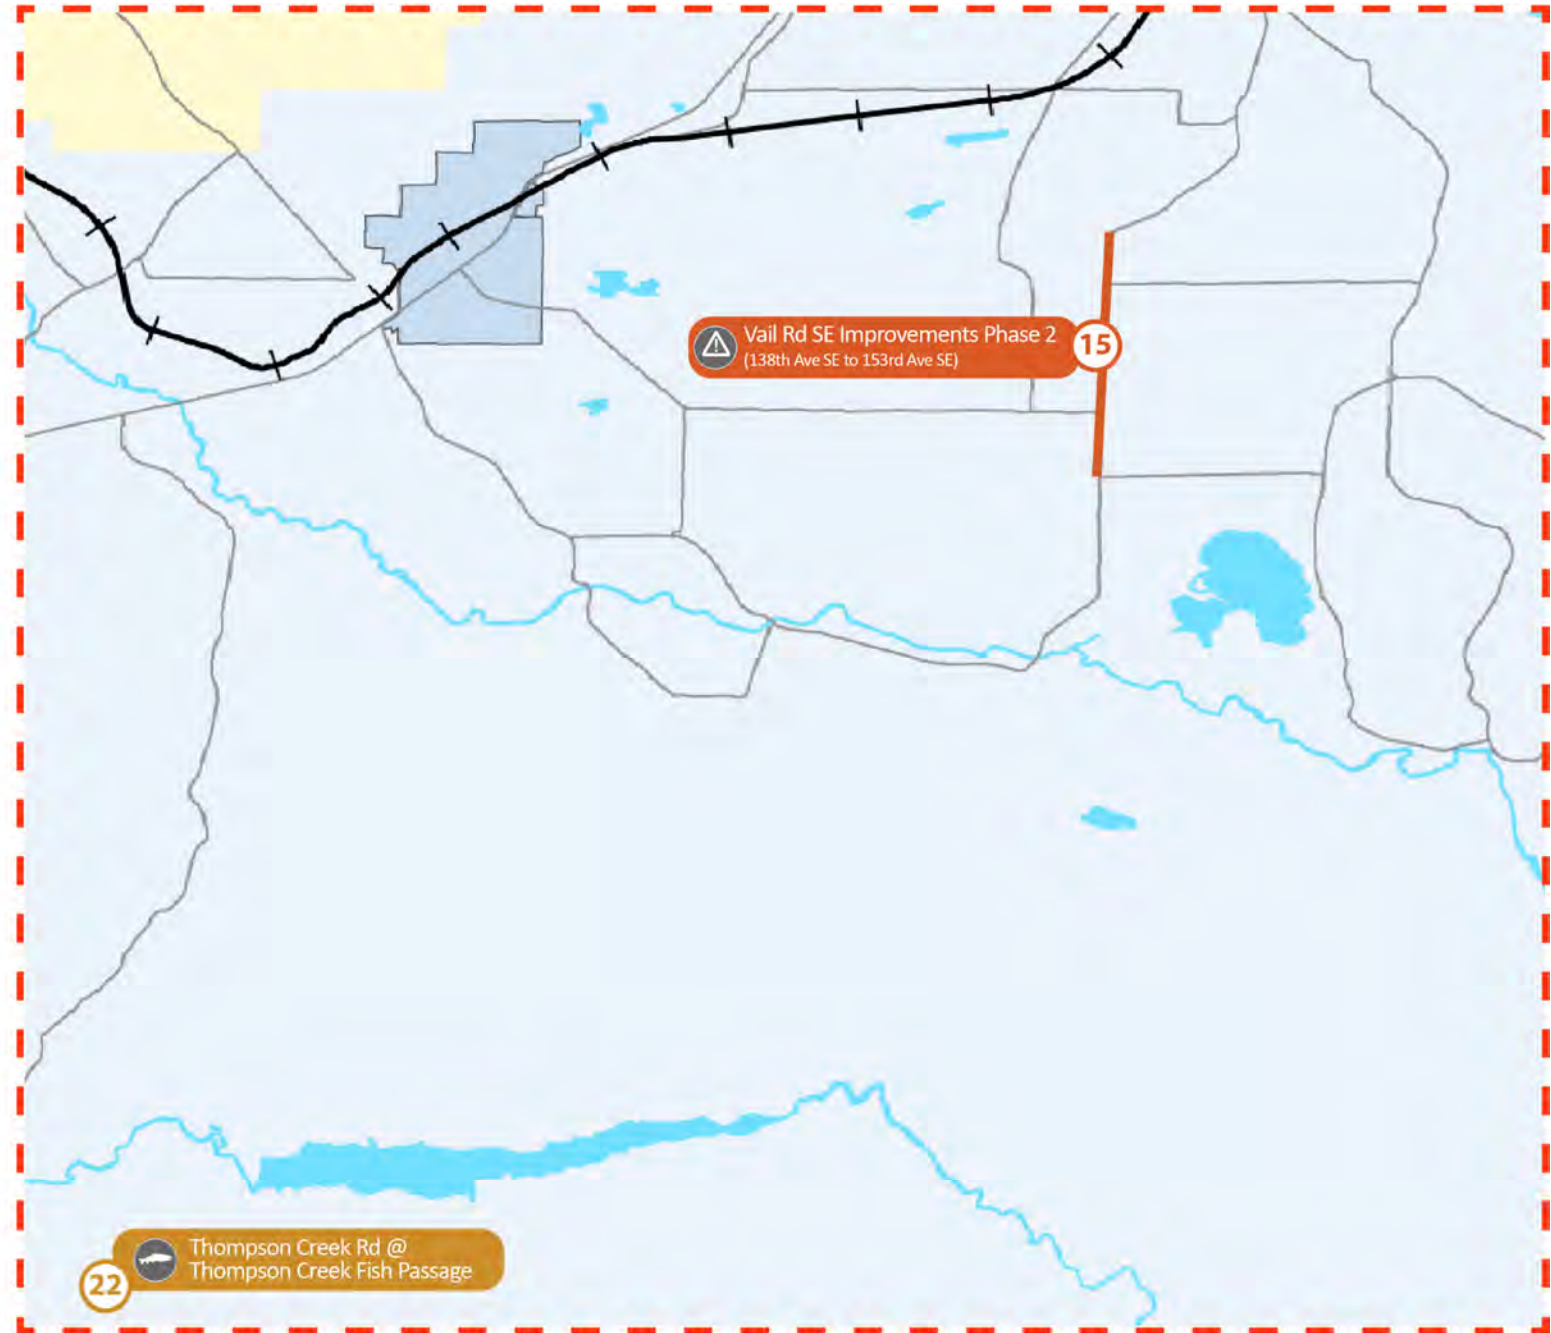 Vail Rd SE Improvements Phase 2
(138th Ave SE to 153rd Ave SE)
15
Thompson Creek Rd @
Thompson Creek Fish Passage
22